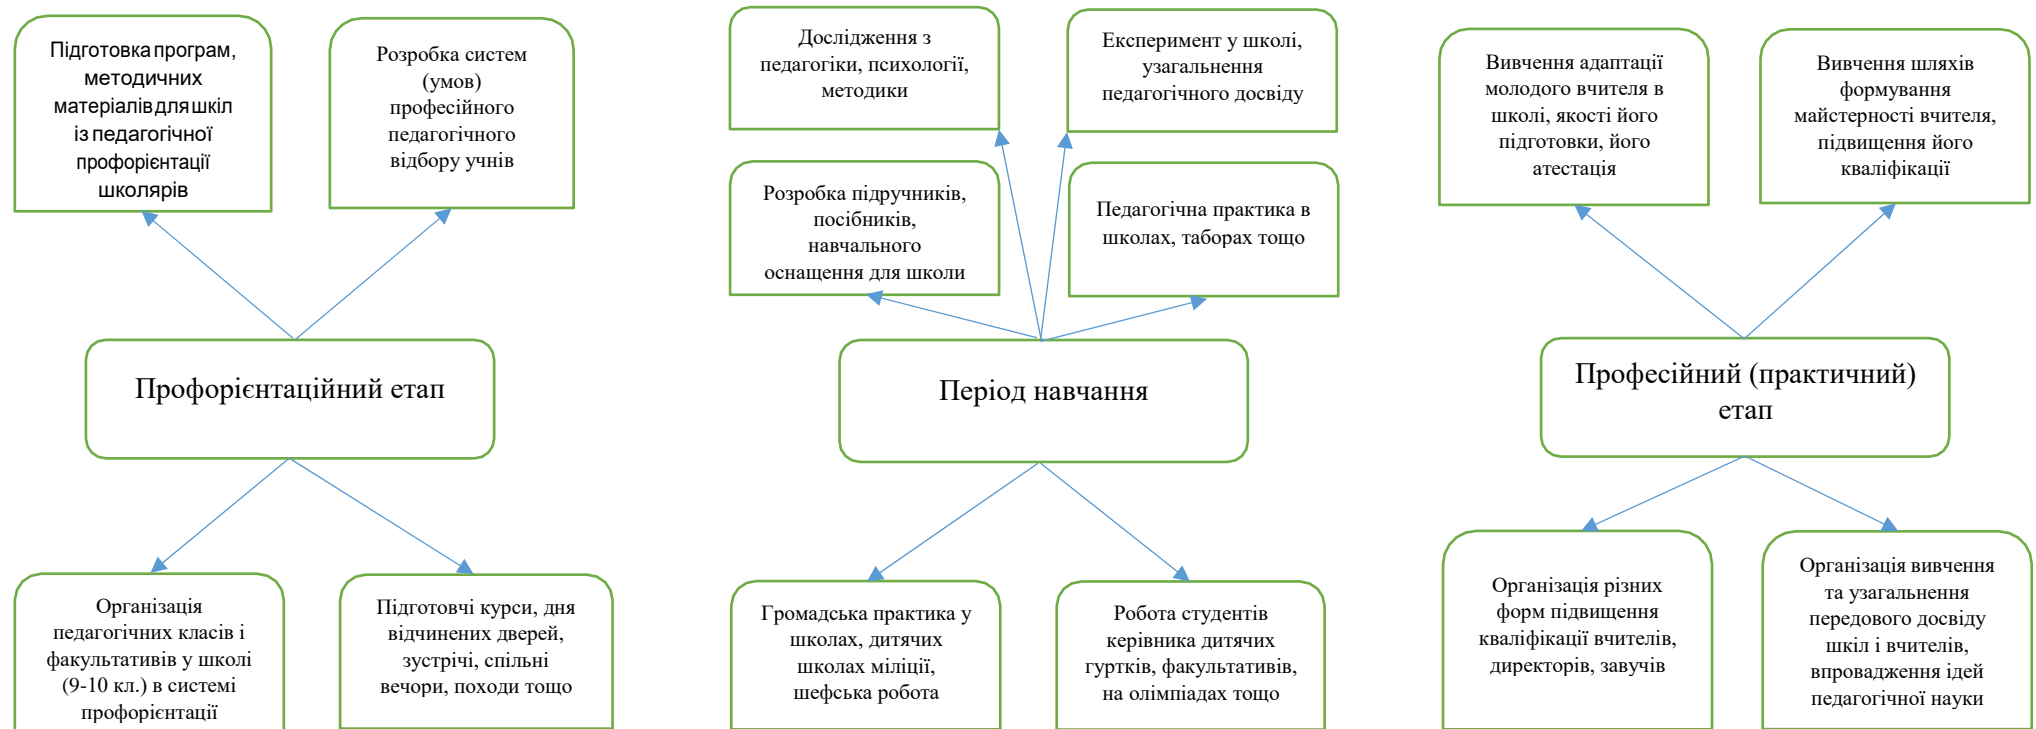 Підготовка програм,
методичних
матеріалів для шкіл
із педагогічної
профорієнтації
школярів
Розробка систем
(умов)
професійного
педагогічного
відбору учнів
Дослідження з
педагогіки, психології,
методики
Експеримент у школі,
узагальнення
педагогічного досвіду
Розробка підручників,
посібників,
навчального
оснащення для школи
Педагогічна практика в
школах, таборах тощо
Вивчення адаптації
молодого вчителя в
школі, якості його
підготовки, його
атестація
Вивчення шляхів
формування
майстерності вчителя,
підвищення його
кваліфікації
Профорієнтаційний етап
Період навчання
Професійний (практичний)
етап
Організація
педагогічних класів і
факультативів у школі
(9-10 кл.) в системі
профорієнтації
Підготовчі курси, дня
відчинених дверей,
зустрічі, спільні
вечори, походи тощо
Громадська практика у
школах, дитячих
школах міліції,
шефська робота
Робота студентів
керівника дитячих
гуртків, факультативів,
на олімпіадах тощо
Організація різних
форм підвищення
кваліфікації вчителів,
директорів, завучів
Організація вивчення
та узагальнення
передового досвіду
шкіл і вчителів,
впровадження ідей
педагогічної науки